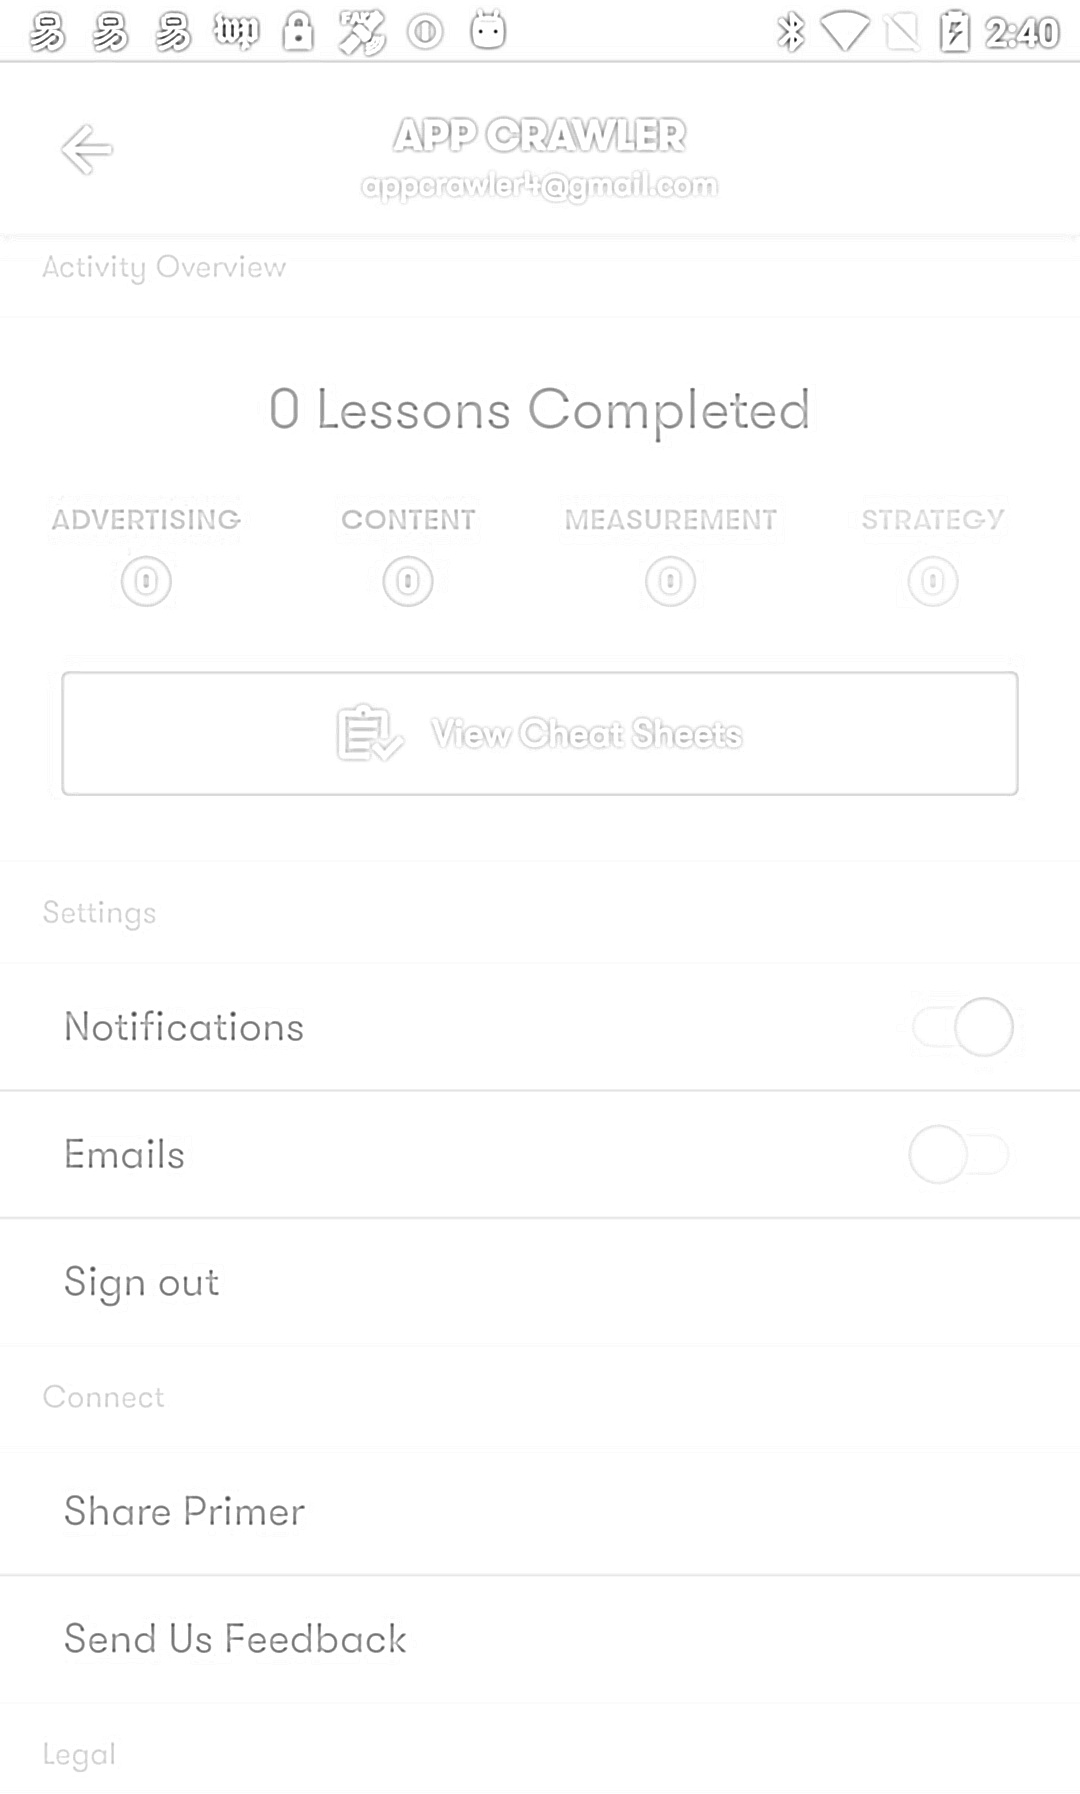 2:40
APP CRAWLER
appcrawler4@gmail.com
Activity Overview
0 Lessons Completed
ADVERTISING CONTENT MEASUREMENT STRATEGY
0 0 0 0
View Cheat Sheets
Settings
Notifications
Emails
Sign out
Connect
Share Primer
Send Us Feedback
Legal